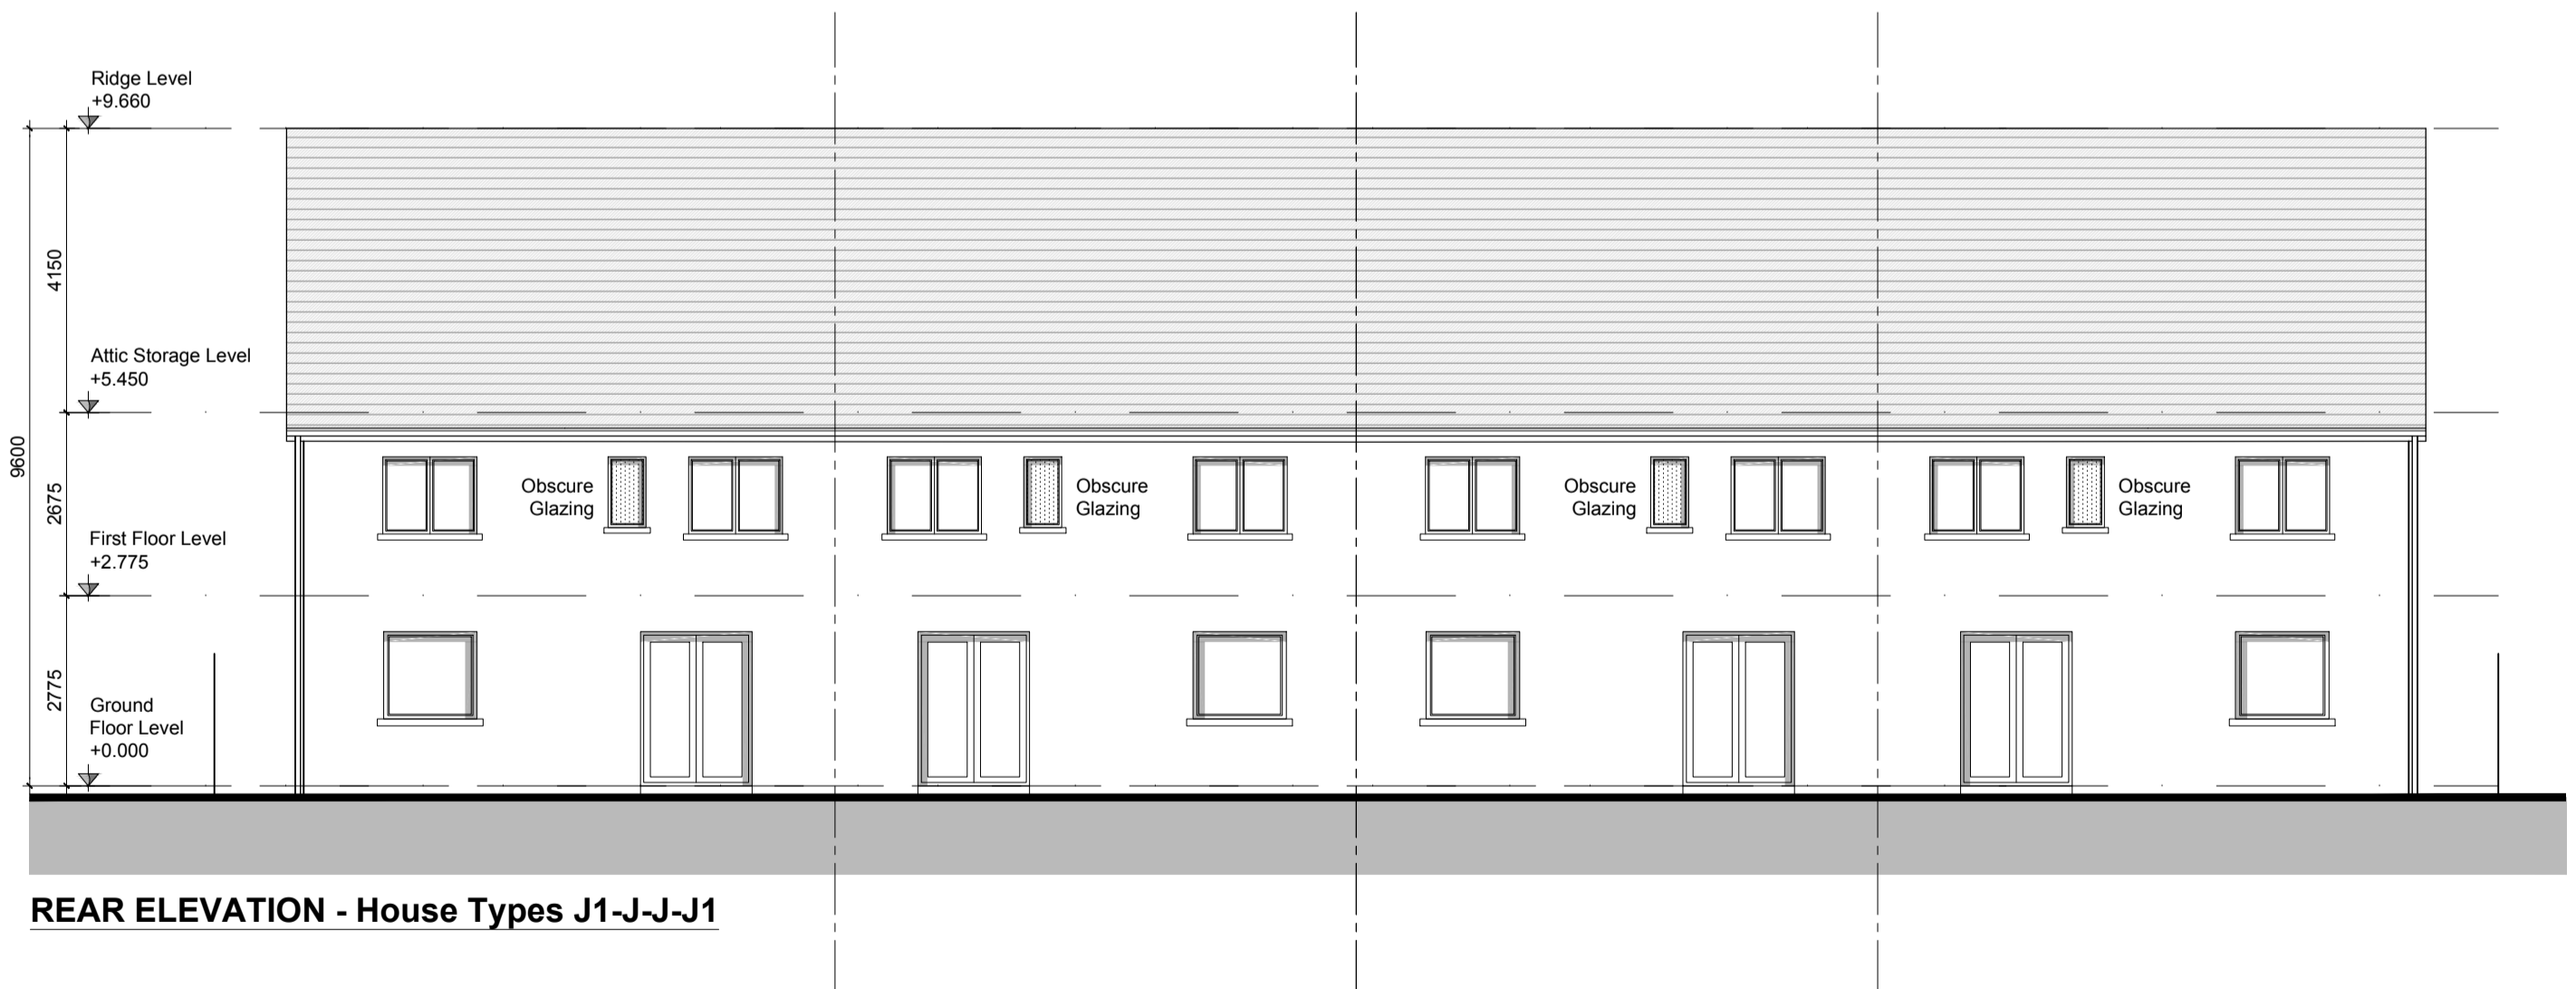 Ridge Level
+9.660
4150
Attic Storage Level
+5.450
9600
2675
First Floor Level
+2.775
2775
Ground
Floor Level
+0.000
Obscure
Glazing
Obscure
Glazing
Obscure
Glazing
Obscure
Glazing
REAR ELEVATION - House Types J1-J-J-J1